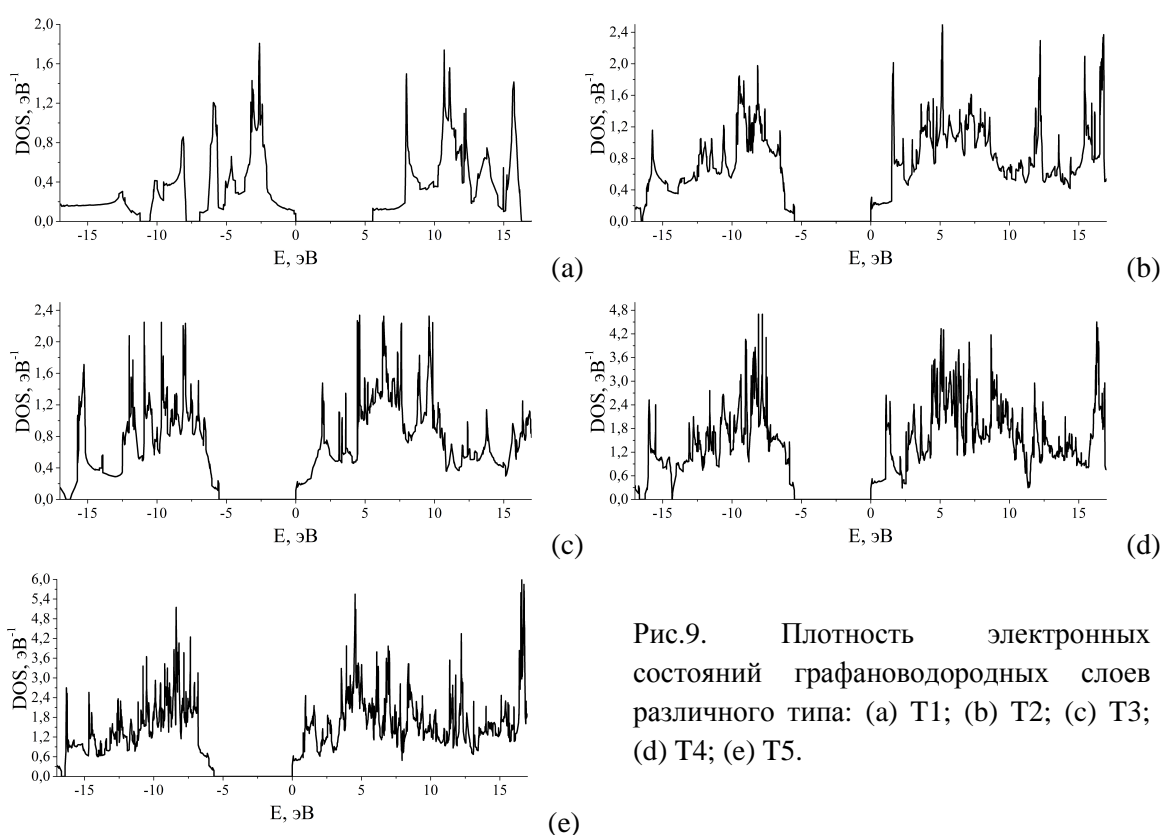 2,0
1,6
1,2
0,8
0,4
0,0
DOS, эВ-1
-15 -10 -5 0 5 10 15
E, эВ
(a)
2,4
2,0
1,6
1,2
0,8
0,4
0,0
DOS, эВ-1
-15 -10 -5 0 5 10 15
E, эВ
(b)
2,4
2,0
1,6
1,2
0,8
0,4
0,0
DOS, эВ-1
-15 -10 -5 0 5 10 15
E, эВ
(c)
4,8
4,2
3,6
3,0
2,4
1,8
1,2
0,6
0,0
DOS, эВ-1
-15 -10 -5 0 5 10 15
E, эВ
(d)
6,0
5,4
4,8
4,2
3,6
3,0
2,4
1,8
1,2
0,6
0,0
DOS, эВ-1
-15 -10 -5 0 5 10 15
E, эВ
(e)
Рис.9. Плотность электронных
состояний графановодородных слоев
различного типа: (a) T1; (b) T2; (c) T3;
(d) T4; (e) T5.